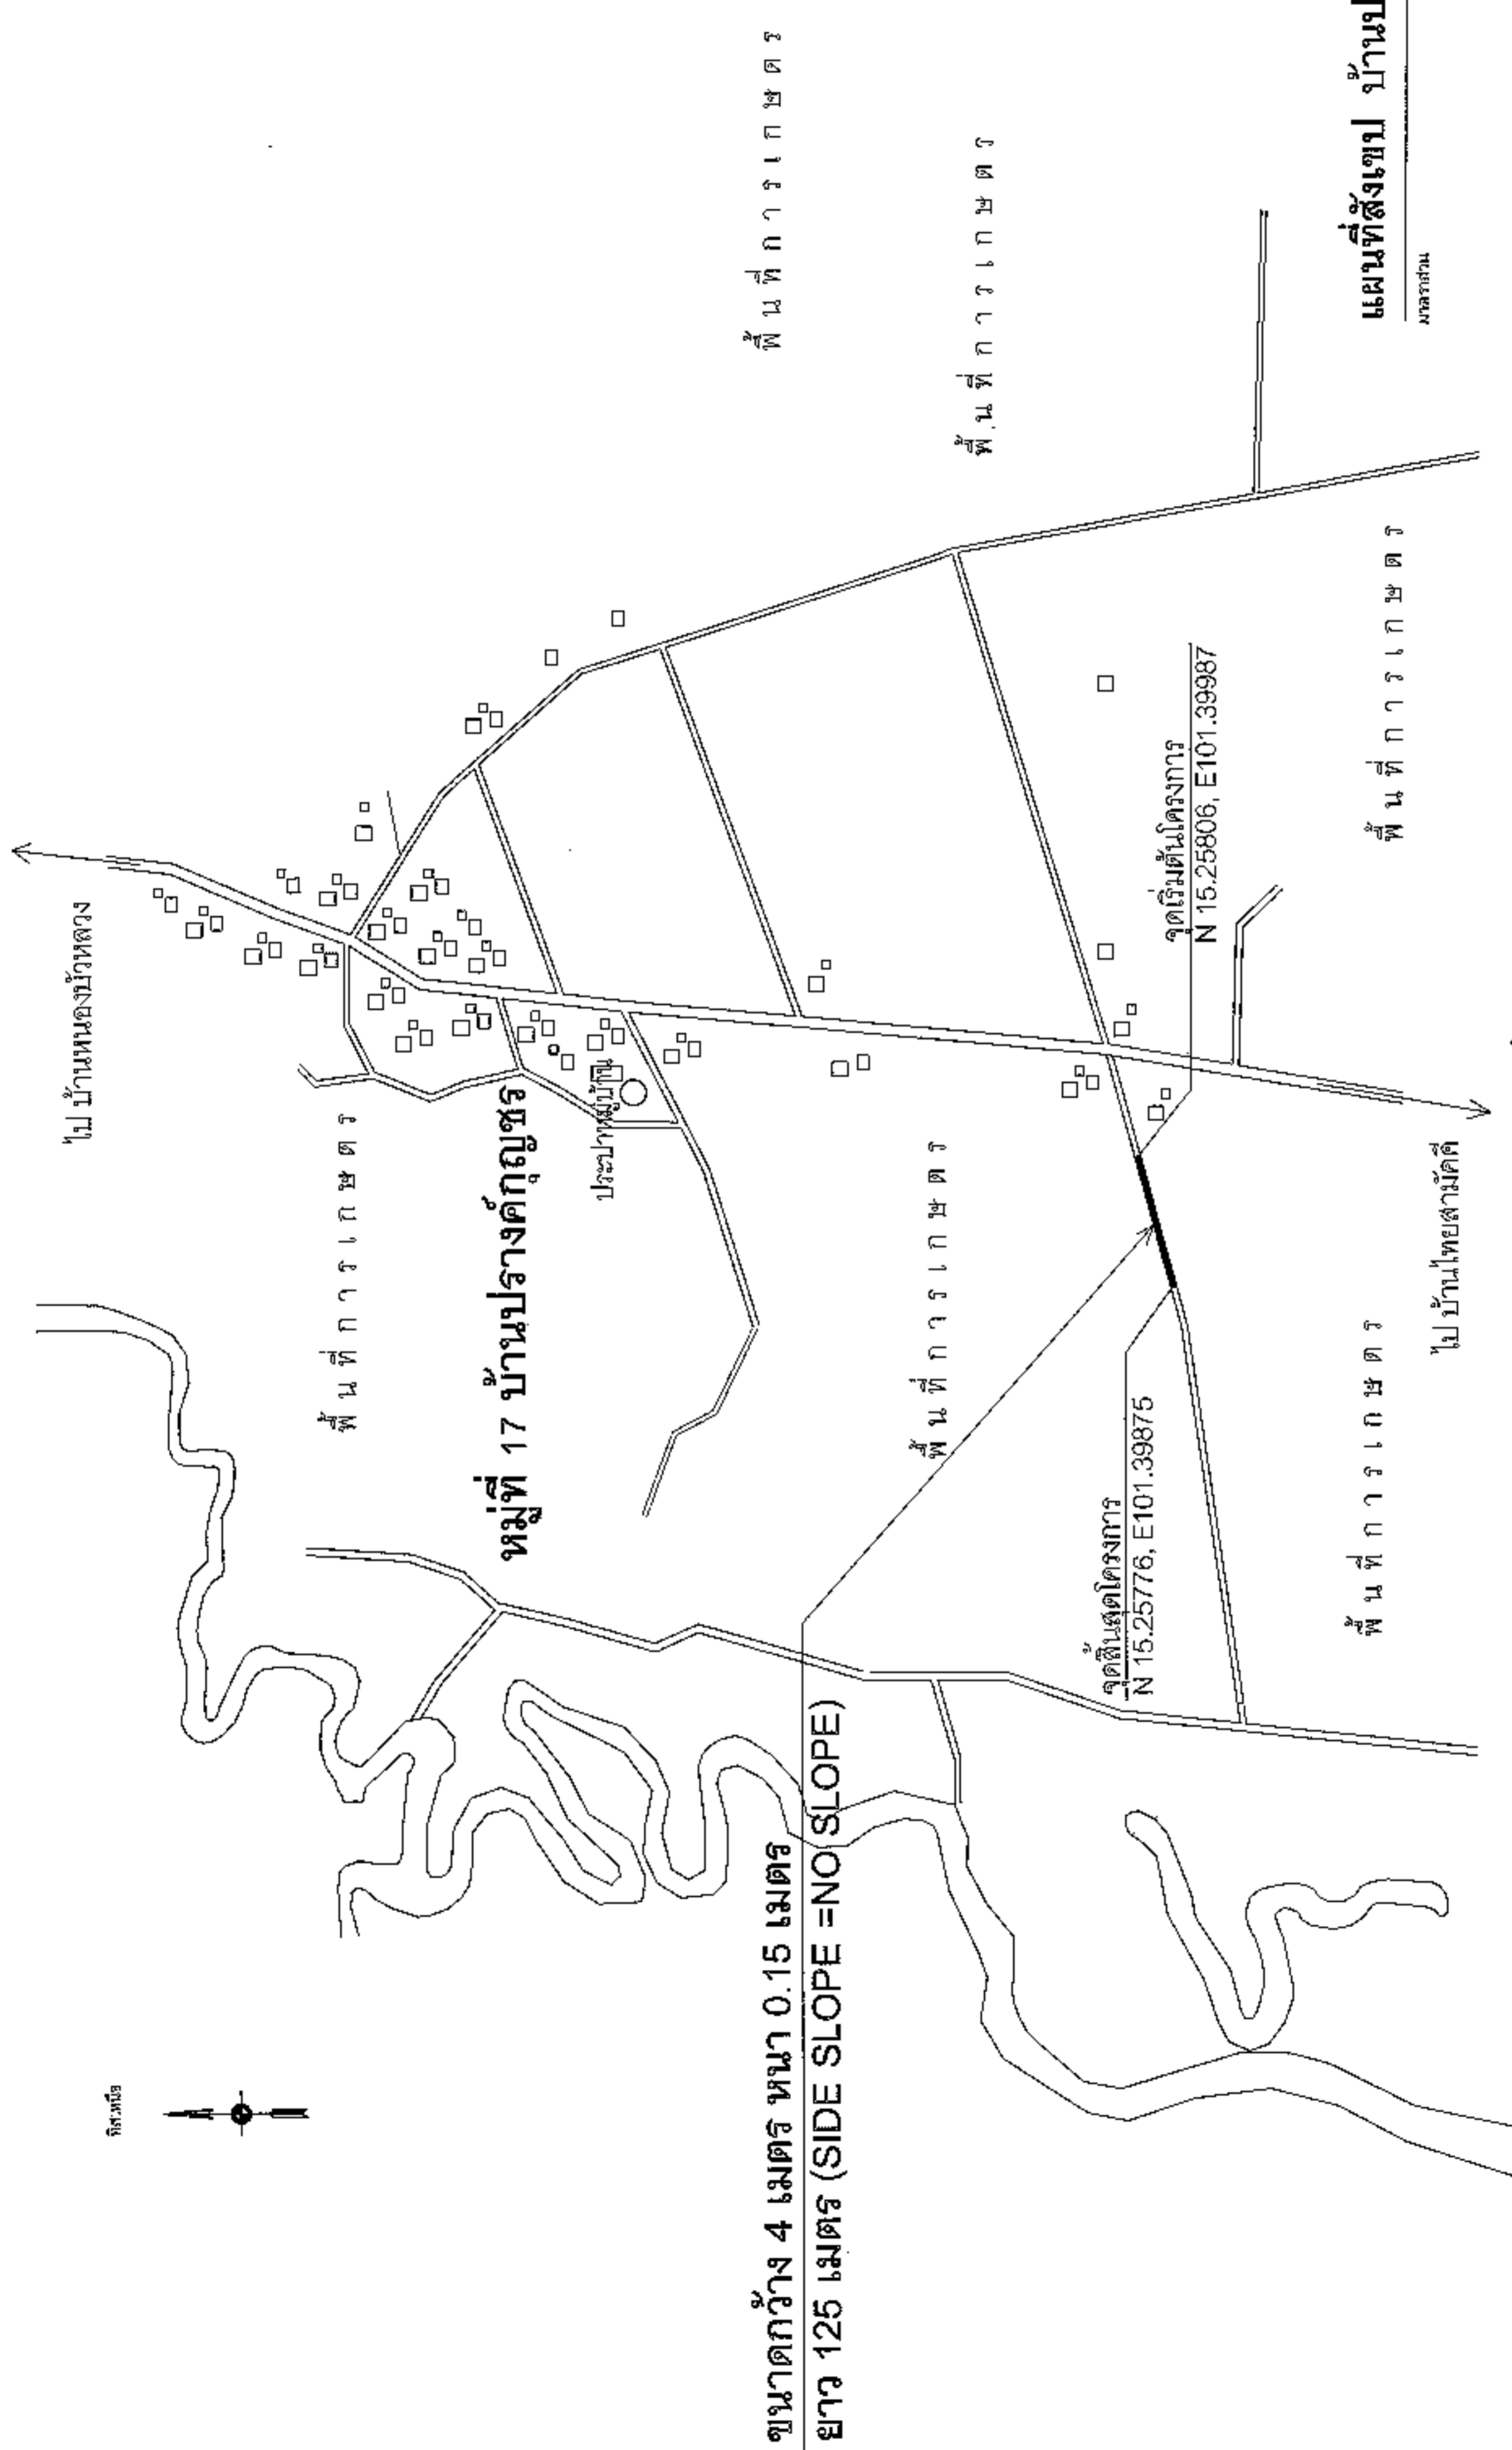 ทิศเหนือ
ไป บ้านหนองบัวหลวง
พื้นที่การเกษตร
หมู่ที่ 17 บ้านปรางค์กุญชร
ประปาหมู่บ้าน
พื้นที่การเกษตร
ขนาดกว้าง 4 เมตร หนา 0.15 เมตร
ยาว 125 เมตร (SIDE SLOPE =NO SLOPE)
พื้นที่การเกษตร
พื้นที่การเกษตร
จุดสิ้นสุดโครงการ
N 15.25776, E101.39875
จุดเริ่มต้นโครงการ
N 15.25806, E101.39987
พื้นที่การเกษตร
พื้นที่การเกษตร
ไป บ้านไทยสามัคคี
แผนที่สังเขป บ้านป
มาตราส่วน